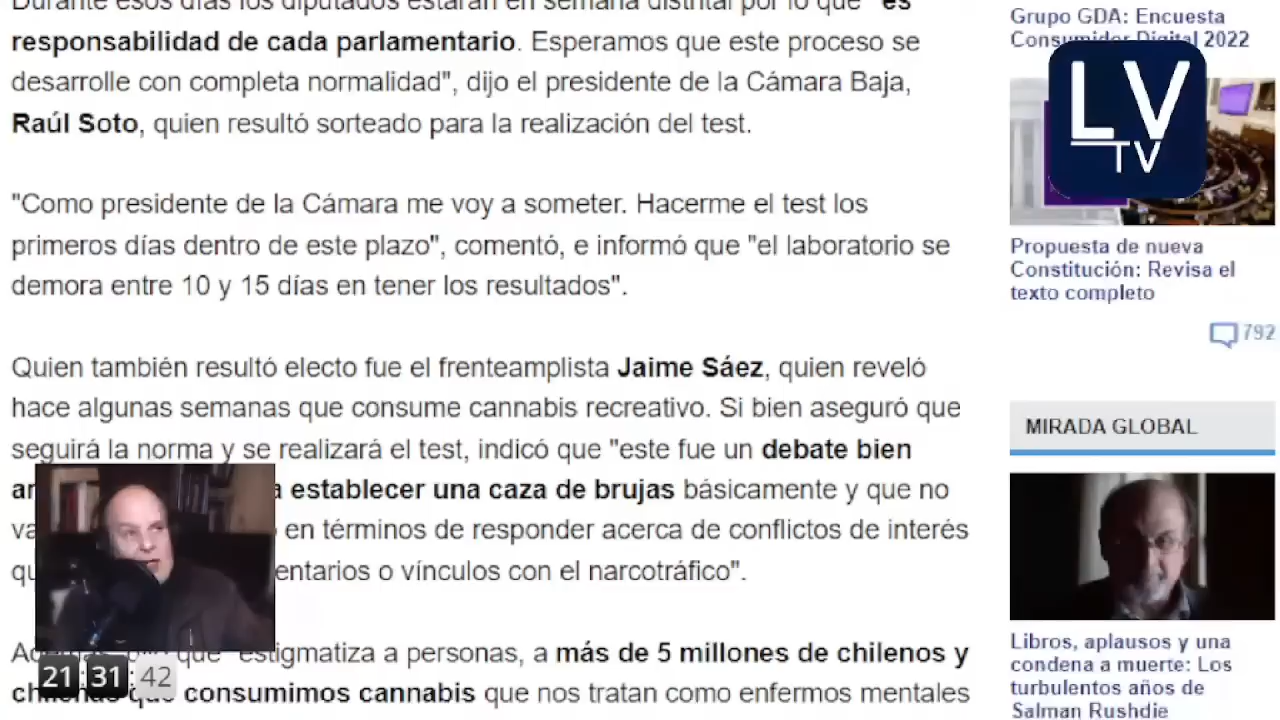 Durante esos días los diputados estarán en semana distrital por lo que "es
responsabilidad de cada parlamentario. Esperamos que este proceso se
desarrolle con completa normalidad", dijo el presidente de la Cámara Baja,
Raúl Soto, quien resultó sorteado para la realización del test.
"Como presidente de la Cámara me voy a someter. Hacerme el test los
primeros días dentro de este plazo", comentó, e informó que "el laboratorio se
demora entre 10 y 15 días en tener los resultados".
Quien también resultó electo fue el frenteamplista Jaime Sáez, quien reveló
hace algunas semanas que consume cannabis recreativo. Si bien aseguró que
seguirá la norma y se realizará el test, indicó que "este fue un debate bien
establecer una caza de brujas básicamente y que no
en términos de responder acerca de conflictos de interés
o vínculos con el narcotráfico".
que "estigmatiza a personas, a más de 5 millones de chilenos y
chilenas que consumimos cannabis que nos tratan como enfermos mentales
21:31:42
Grupo GDA: Encuesta
Consumidor Digital 2022
LV
TV
Propuesta de nueva
Constitución: Revisa el
texto completo
792
MIRADA GLOBAL
Libros, aplausos y una
condena a muerte: Los
turbulentos años de
Salman Rushdie